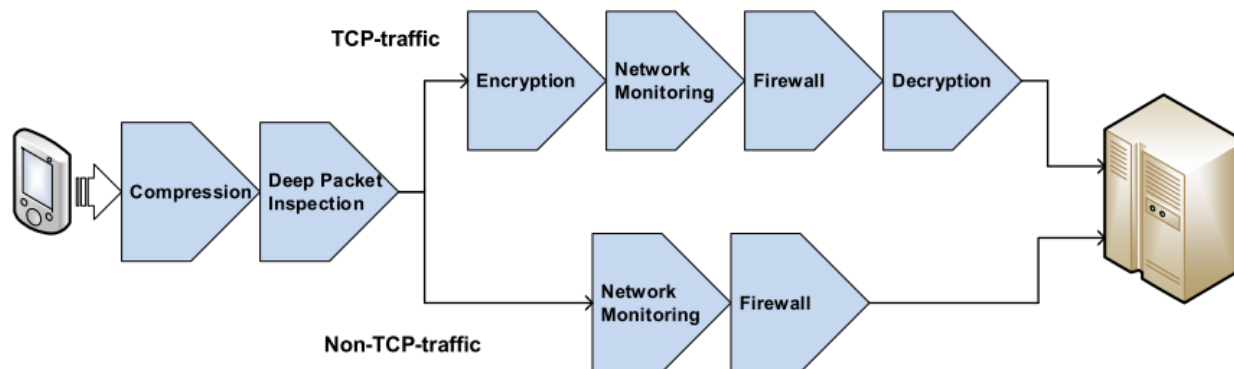 TCP-traffic
Encryption
Network
Monitoring
Firewall
Decryption
Compression
Deep Packet
Inspection
Network
Monitoring
Firewall
Non-TCP-traffic